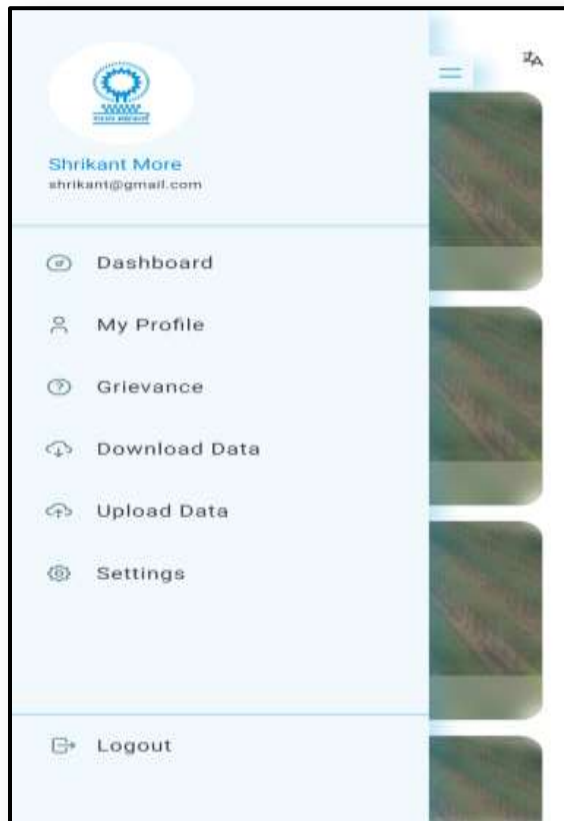 Shrikant More
shrikant@gmail.com
Dashboard
My Profile
Grievance
Download Data
Upload Data
Settings
Logout